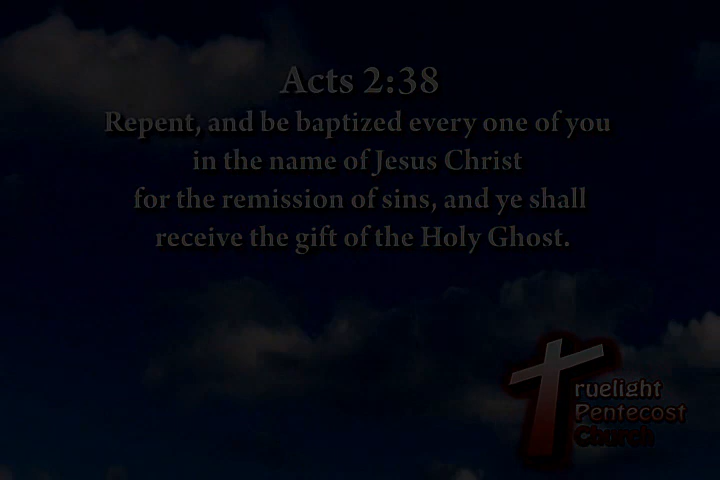 Acts 2:38
Repent, and be baptized every one of you
in the name of Jesus Christ
for the remission of sins, and ye shall
receive the gift of the Holy Ghost.
Truelight
Pentecost
Church